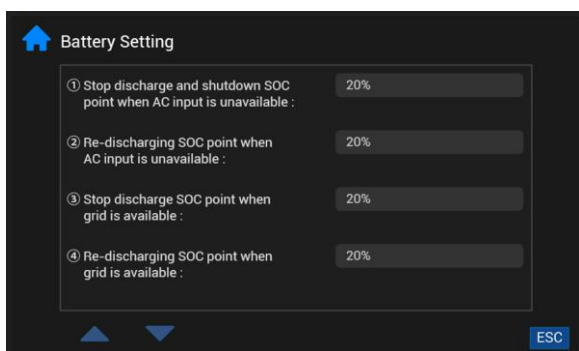 Battery Setting
① Stop discharge and shutdown SOC
point when AC input is unavailable :
20%
② Re-discharging SOC point when
AC input is unavailable :
20%
③ Stop discharge SOC point when
grid is available :
20%
④ Re-discharging SOC point when
grid is available :
20%
ESC